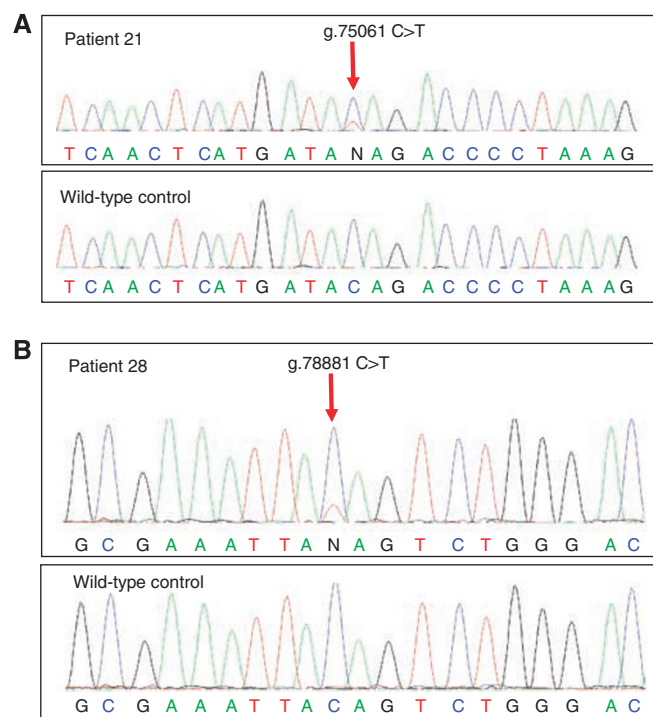 A
Patient 21
g.75061 C>T
T C A A C T C A T G A T A N A G A C C C C T A A A G
Wild-type control
T C A A C T C A T G A T A C A G A C C C C T A A A G
B
Patient 28
g.78881 C>T
G C G A A A T T A N A G T C T G G G A C
Wild-type control
G C G A A A T T A C A G T C T G G G A C